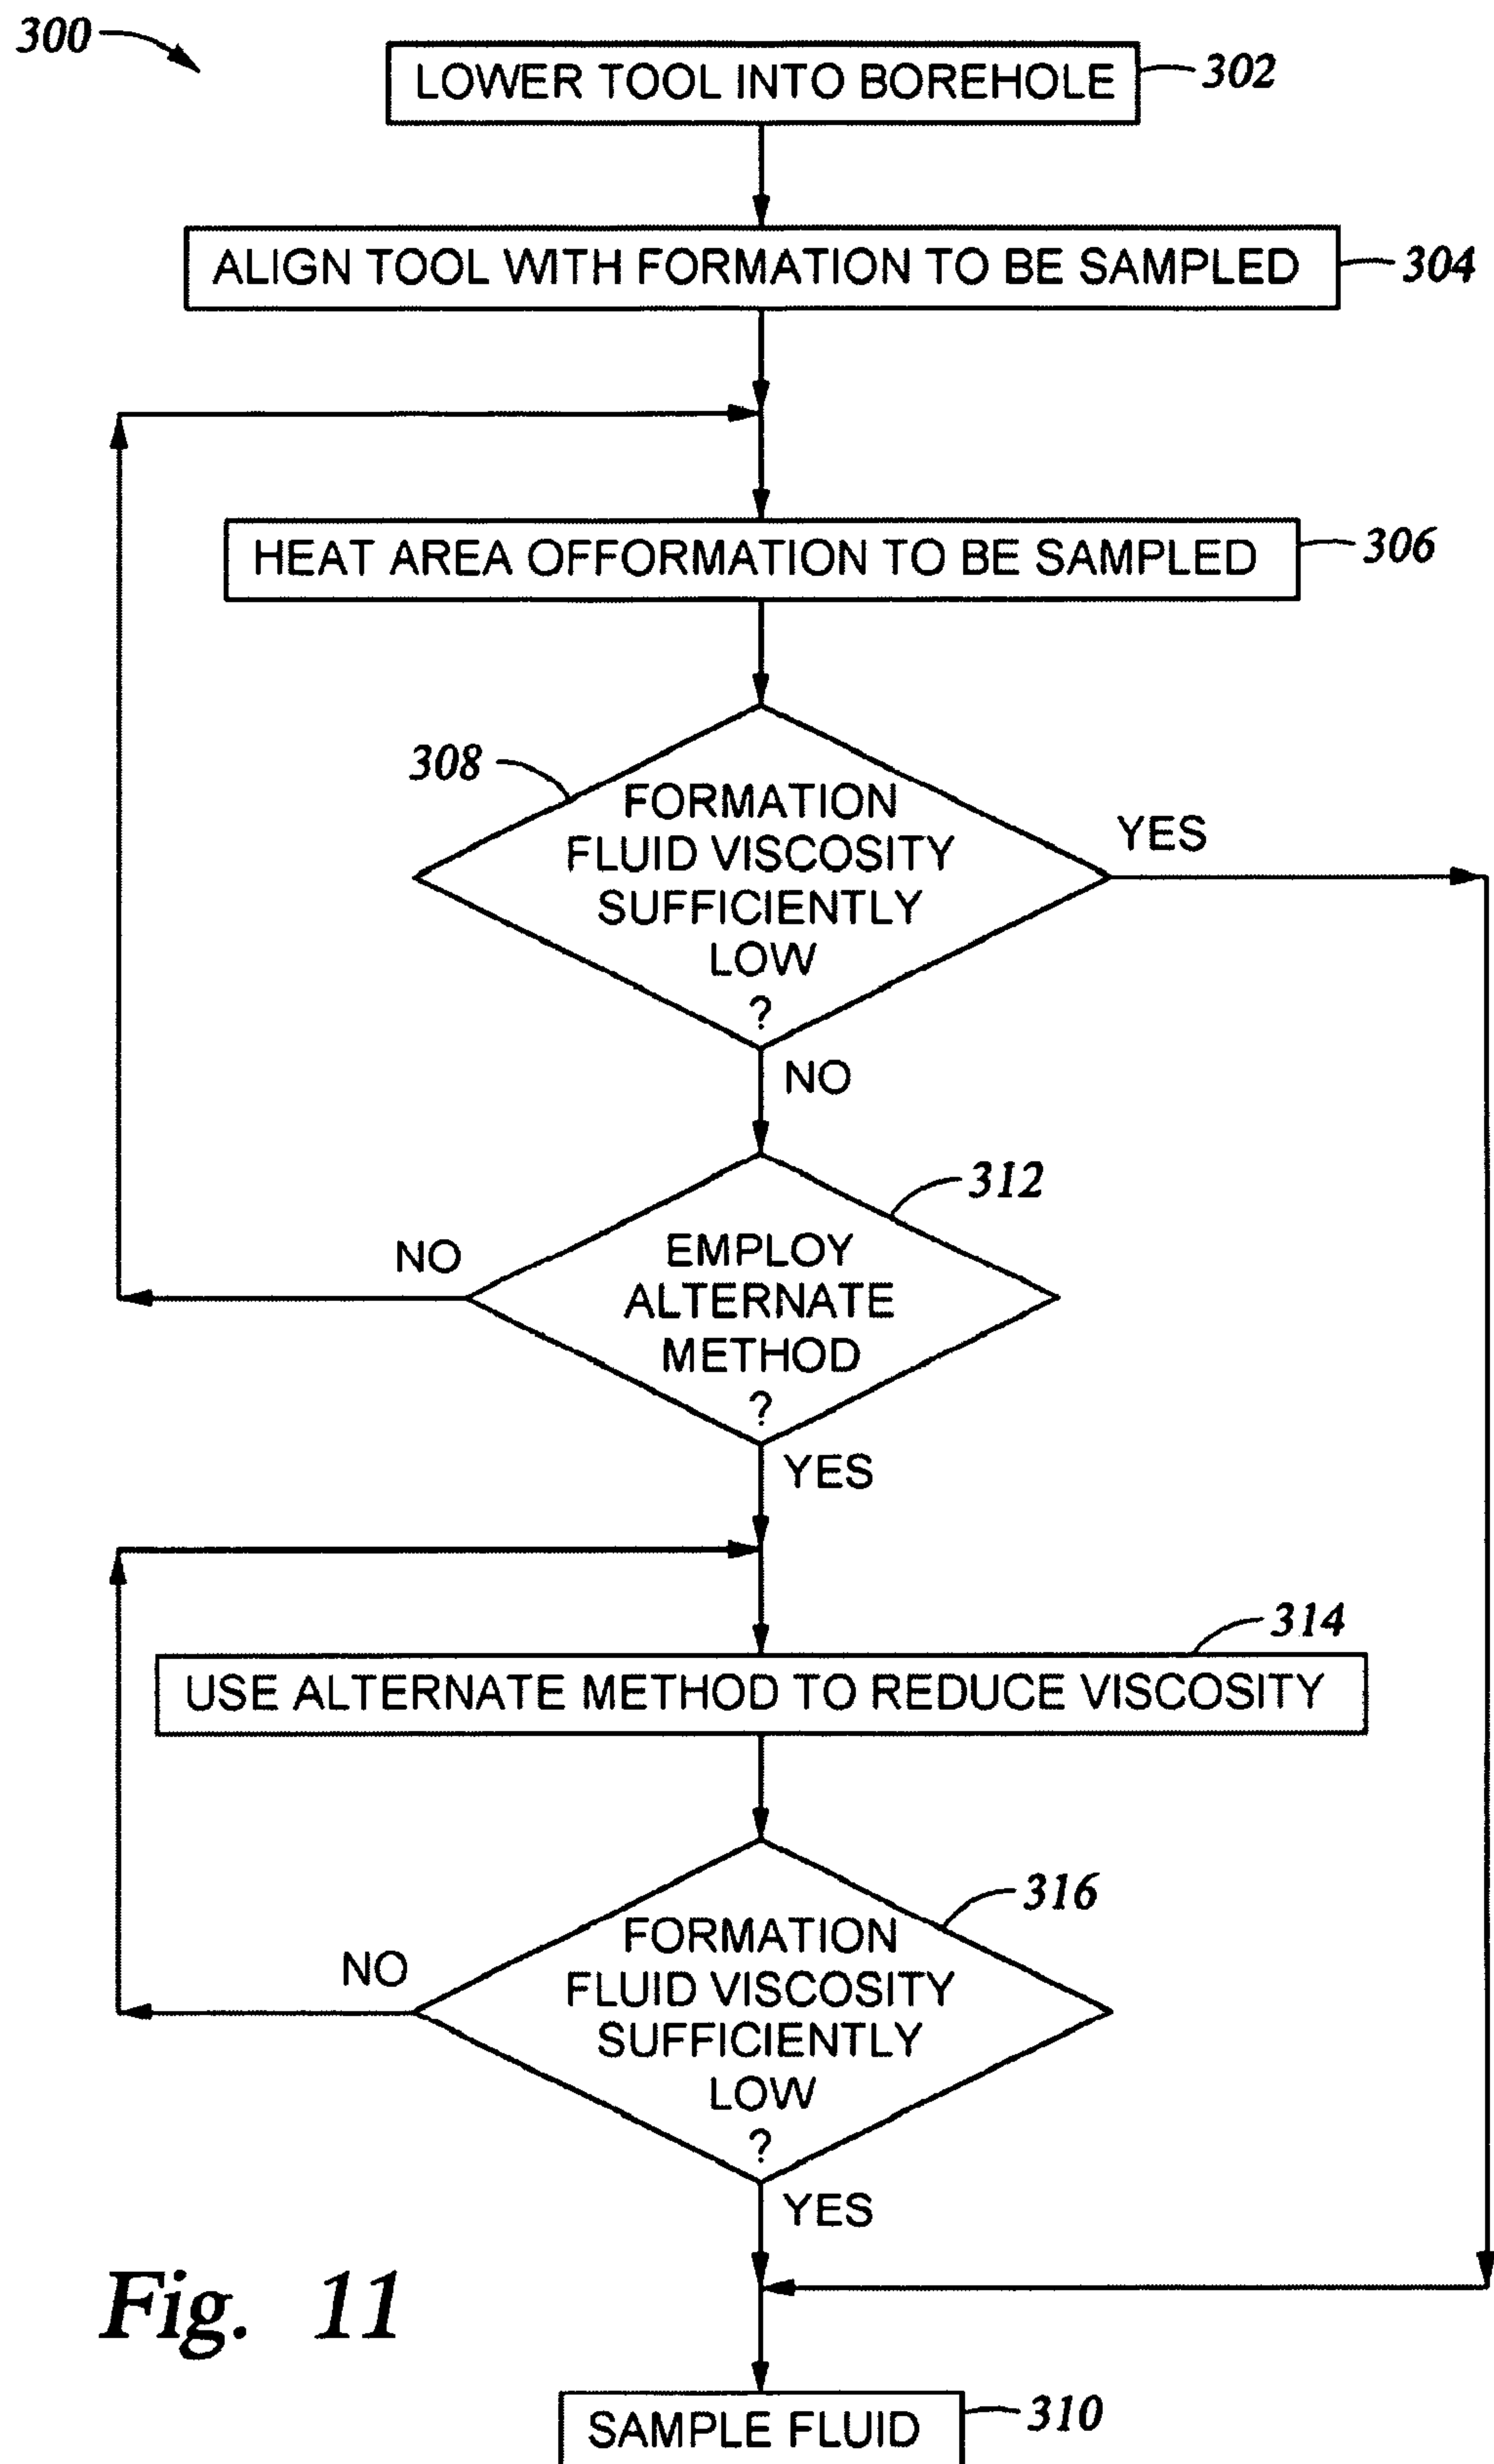 300
LOWER TOOL INTO BOREHOLE
302
ALIGN TOOL WITH FORMATION TO BE SAMPLED
304
HEAT AREA OFFORMATION TO BE SAMPLED
306
308
FORMATION
FLUID VISCOSITY
SUFFICIENTLY
LOW
?
YES
NO
312
EMPLOY
ALTERNATE
METHOD
?
NO
YES
314
USE ALTERNATE METHOD TO REDUCE VISCOSITY
316
FORMATION
FLUID VISCOSITY
SUFFICIENTLY
LOW
?
NO
YES
Fig. 11
SAMPLE FLUID
310